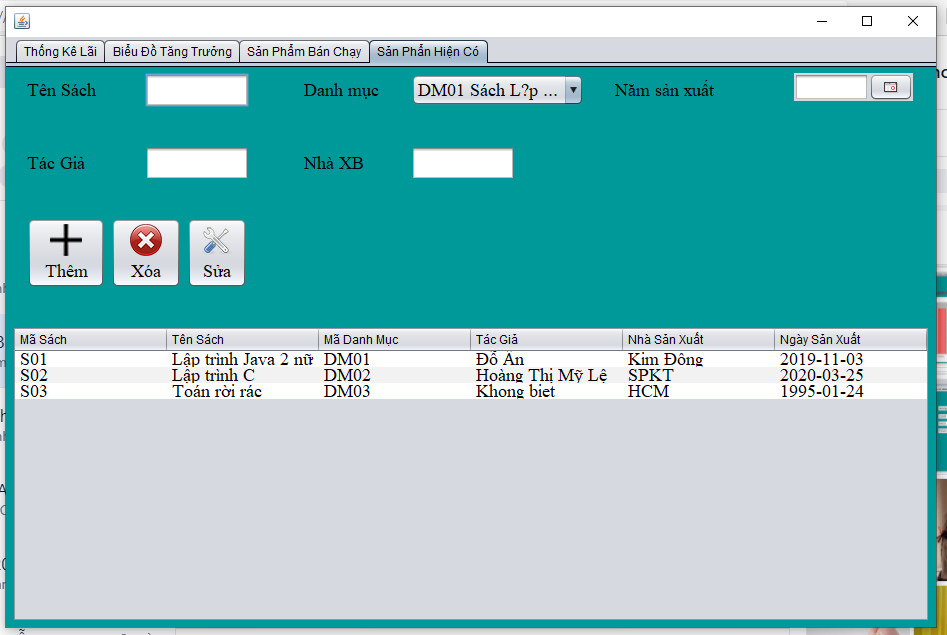 Thống Kê Lãi Biểu Đồ Tăng Trưởng Sản Phẩm Bán Chạy Sản Phẩn Hiện Có
Tên Sách Danh mục DM01 Sách L?p ... Năm sản xuất
Tác Giả Nhà XB
Thêm Xóa Sửa
Mã Sách Tên Sách Mã Danh Mục Tác Giả Nhà Sản Xuất Ngày Sản Xuất
S01 Lập trình Java 2 nữ DM01 Đỗ An Kim Đông 2019-11-03
S02 Lập trình C DM02 Hoàng Thị Mỹ Lệ SPKT 2020-03-25
S03 Toán rời rác DM03 Khong biet HCM 1995-01-24